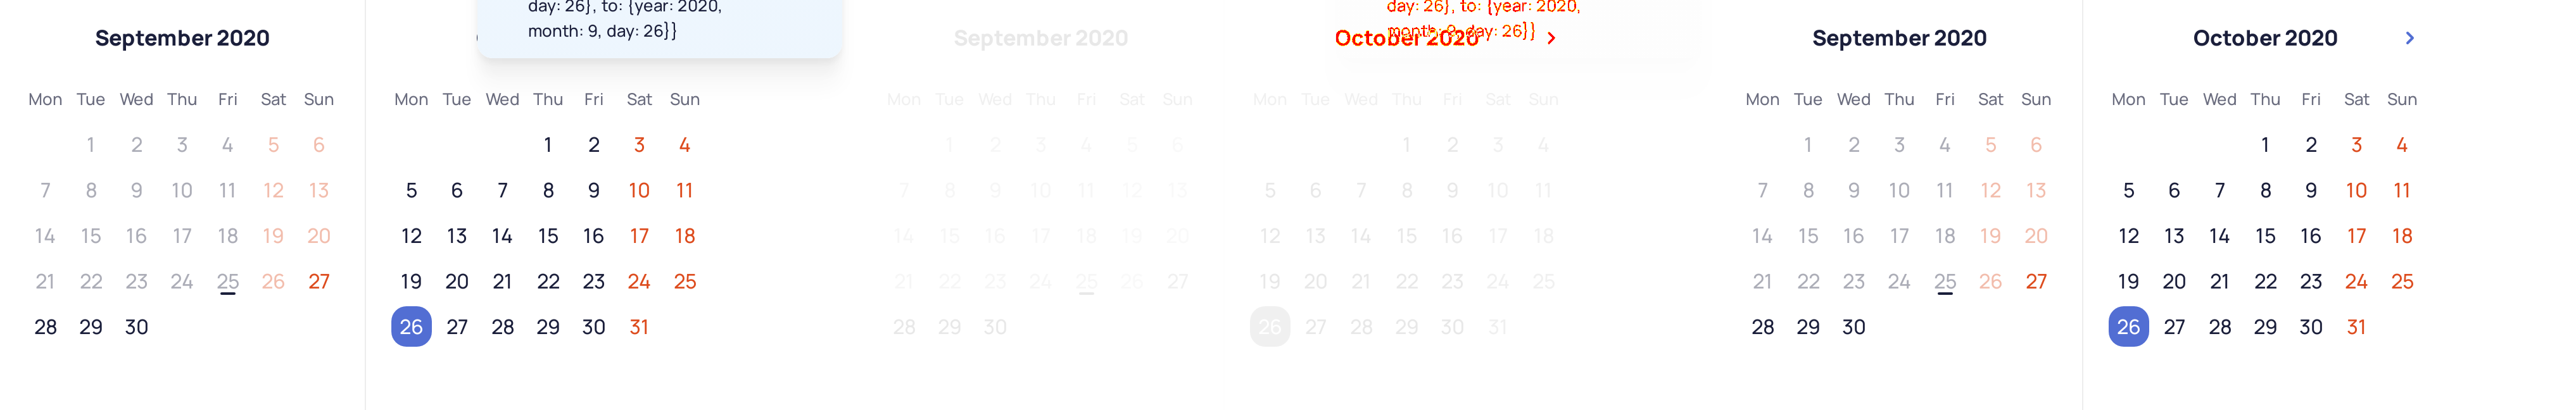 September 2020
Mon Tue Wed Thu Fri Sat Sun
1 2 3 4 5 6
7 8 9 10 11 12 13
14 15 16 17 18 19 20
21 22 23 24 25 26 27
28 29 30
day: 26}, to: {year: 2020,
month: 9, day: 26}}
Mon Tue Wed Thu Fri Sat Sun
1 2 3 4
5 6 7 8 9 10 11
12 13 14 15 16 17 18
19 20 21 22 23 24 25
26 27 28 29 30 31
September 2020
Mon Tue Wed Thu Fri Sat Sun
1 2 3 4 5 6
7 8 9 10 11 12 13
14 15 16 17 18 19 20
21 22 23 24 25 26 27
28 29 30
day: 26}, to: {year: 2020,
month: 9, day: 26}}
October 2020 >
Mon Tue Wed Thu Fri Sat Sun
1 2 3 4
5 6 7 8 9 10 11
12 13 14 15 16 17 18
19 20 21 22 23 24 25
26 27 28 29 30 31
September 2020
Mon Tue Wed Thu Fri Sat Sun
1 2 3 4 5 6
7 8 9 10 11 12 13
14 15 16 17 18 19 20
21 22 23 24 25 26 27
28 29 30
October 2020 >
Mon Tue Wed Thu Fri Sat Sun
1 2 3 4
5 6 7 8 9 10 11
12 13 14 15 16 17 18
19 20 21 22 23 24 25
26 27 28 29 30 31